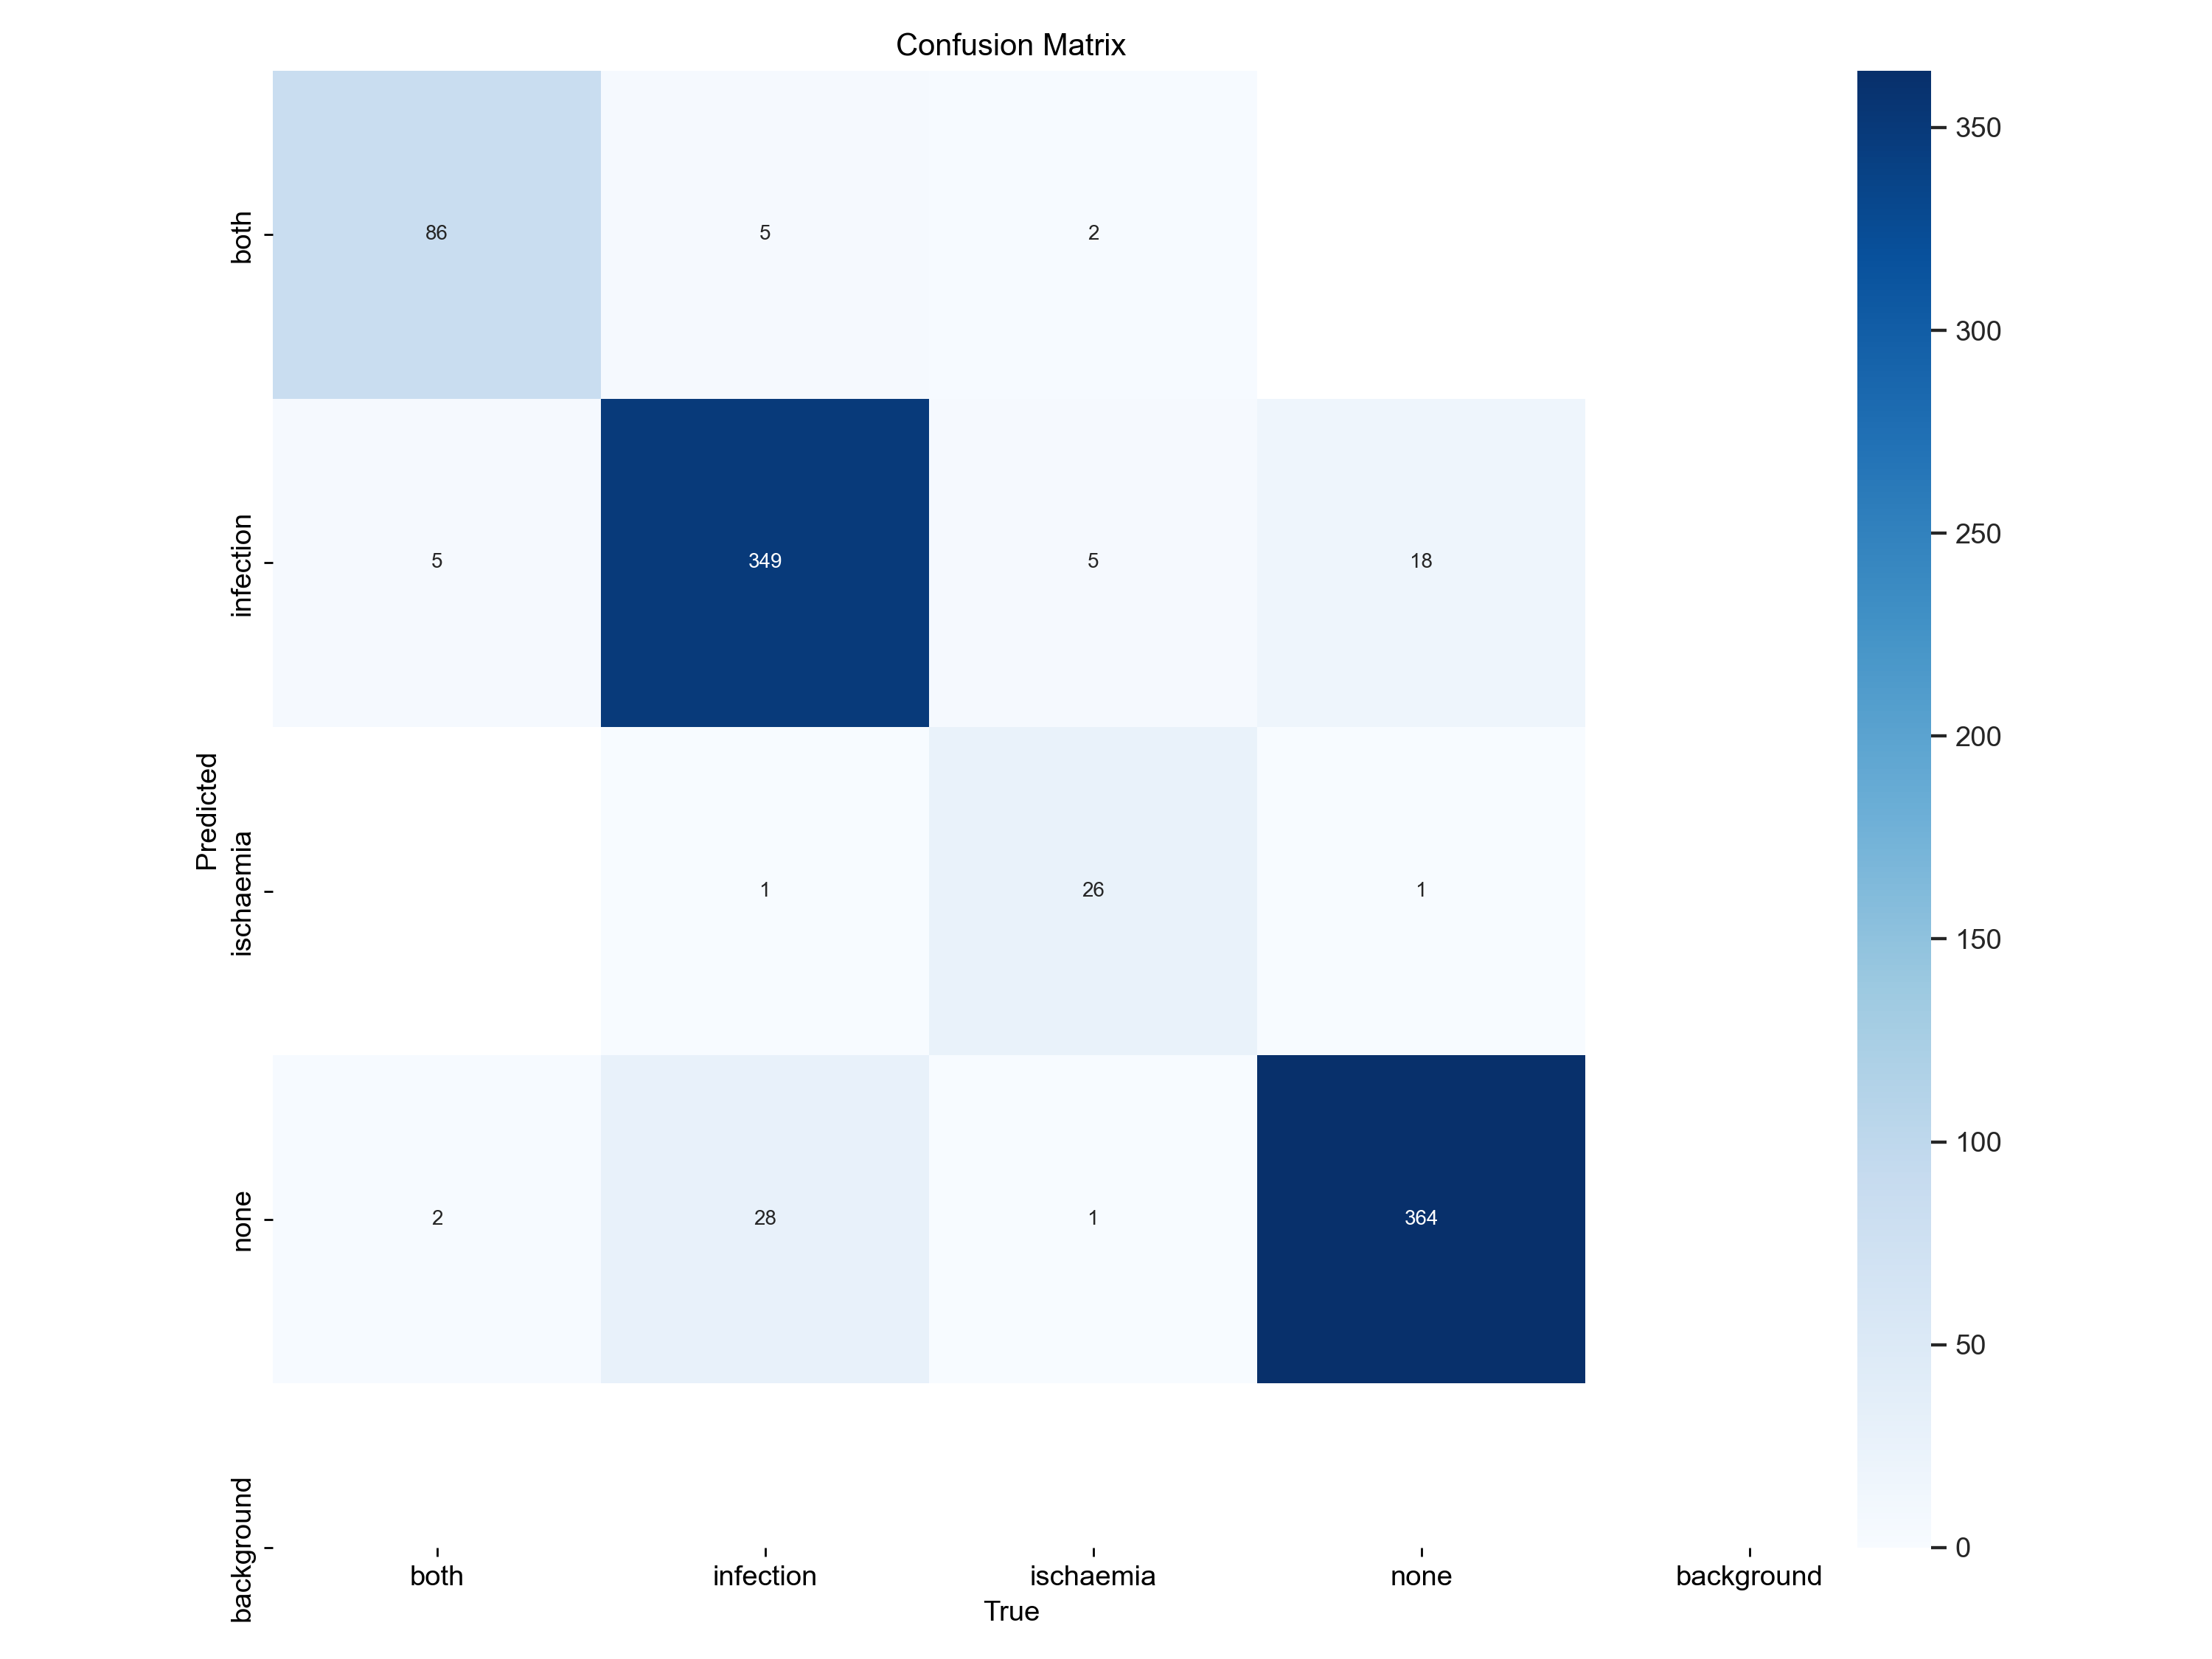 Confusion Matrix
both
86
5
2
infection
5
349
5
18
ischaemia
1
26
1
none
2
28
1
364
background
Predicted
both
infection
ischaemia
none
background
True
350
300
250
200
150
100
50
0